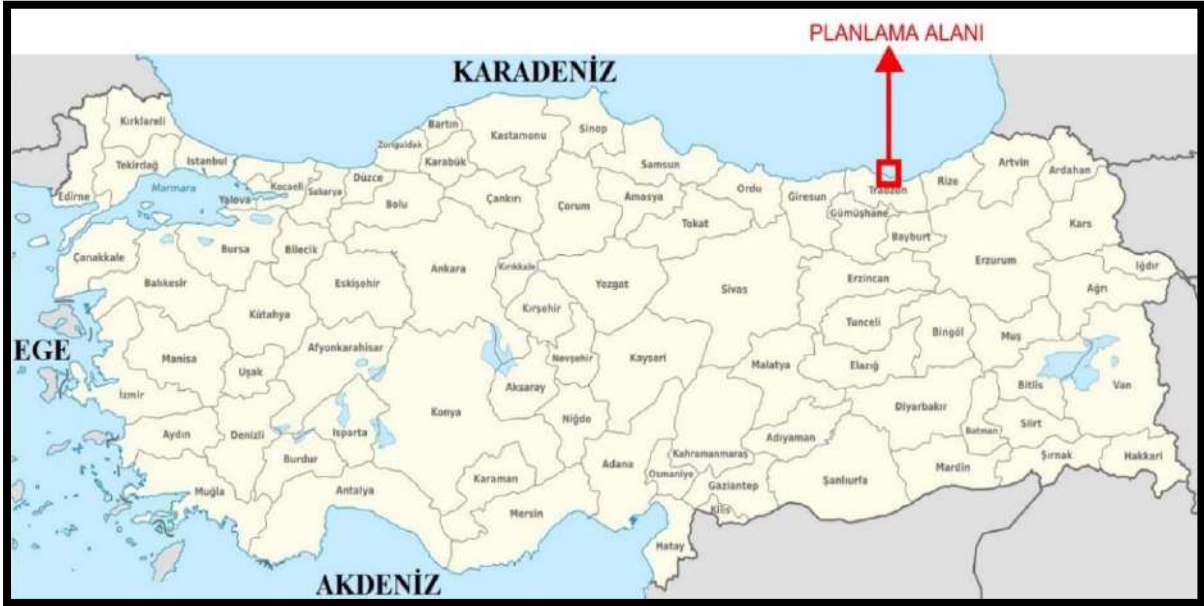 PLANLAMA ALANI
KARADENİZ
Kırklareli
Bartın
Kastamonu
Sinop
Zonguldak
Edirne
Tekirdağ
İstanbul
Karabük
Samsun
Artvin
Ardahan
Marmara
Kocaeli
Sakarya
Düzce
Yalova
Bolu
Çankırı
Çorum
Amasya
Ordu
Giresun
Trabzon
Rize
Tokat
Gümüşhane
Bayburt
Kars
Çanakkale
Bursa
Bilecik
Ankara
Kırıkkale
Yozgat
Sivas
Erzincan
Erzurum
Iğdır
Ağrı
Balıkesir
Eskişehir
Kütahya
Kırşehir
Tunceli
Bingöl
Muş
EGE
Manisa
Uşak
Afyonkarahisar
Aksaray
Nevşehir
Kayseri
Malatya
Elazığ
Bitlis
Van
İzmir
Konya
Niğde
Diyarbakır
Batman
Siirt
Aydın
Denizli
Isparta
Burdur
Adıyaman
Kahramanmaraş
Şırnak
Hakkari
Muğla
Antalya
Karaman
Mersin
Adana
Osmaniye
Gaziantep
Kilis
Şanlıurfa
Mardin
Hatay
AKDENİZ